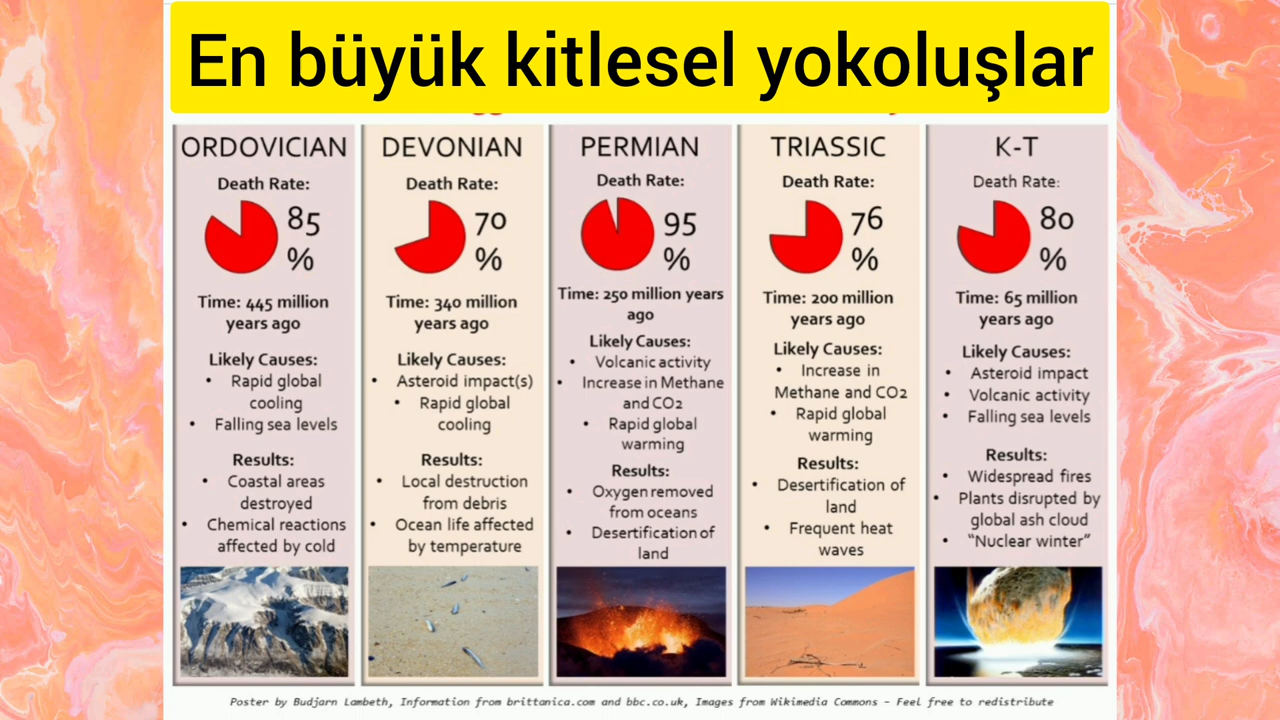 En büyük kitlesel yokoluşlar
ORDOVICIAN
Death Rate:
85
%
Time: 445 million
years ago
Likely Causes:
• Rapid global
cooling
• Falling sea levels
Results:
• Coastal areas
destroyed
• Chemical reactions
affected by cold
DEVONIAN
Death Rate:
70
%
Time: 340 million
years ago
Likely Causes:
• Asteroid impact(s)
• Rapid global
cooling
Results:
• Local destruction
from debris
• Ocean life affected
by temperature
PERMIAN
Death Rate:
95
%
Time: 250 million years
ago
Likely Causes:
• Volcanic activity
• Increase in Methane
and CO2
• Rapid global
warming
Results:
• Oxygen removed
from oceans
• Desertification of
land
TRIASSIC
Death Rate:
76
%
Time: 200 million
years ago
Likely Causes:
• Increase in
Methane and CO2
• Rapid global
warming
Results:
• Desertification of
land
• Frequent heat
waves
K-T
Death Rate:
80
%
Time: 65 million
years ago
Likely Causes:
• Asteroid impact
• Volcanic activity
• Falling sea levels
Results:
• Widespread fires
• Plants disrupted by
global ash cloud
• “Nuclear winter”
Poster by Budjarn Lambeth, Information from brittanica.com and bbc.co.uk, Images from Wikimedia Commons - Feel free to redistribute